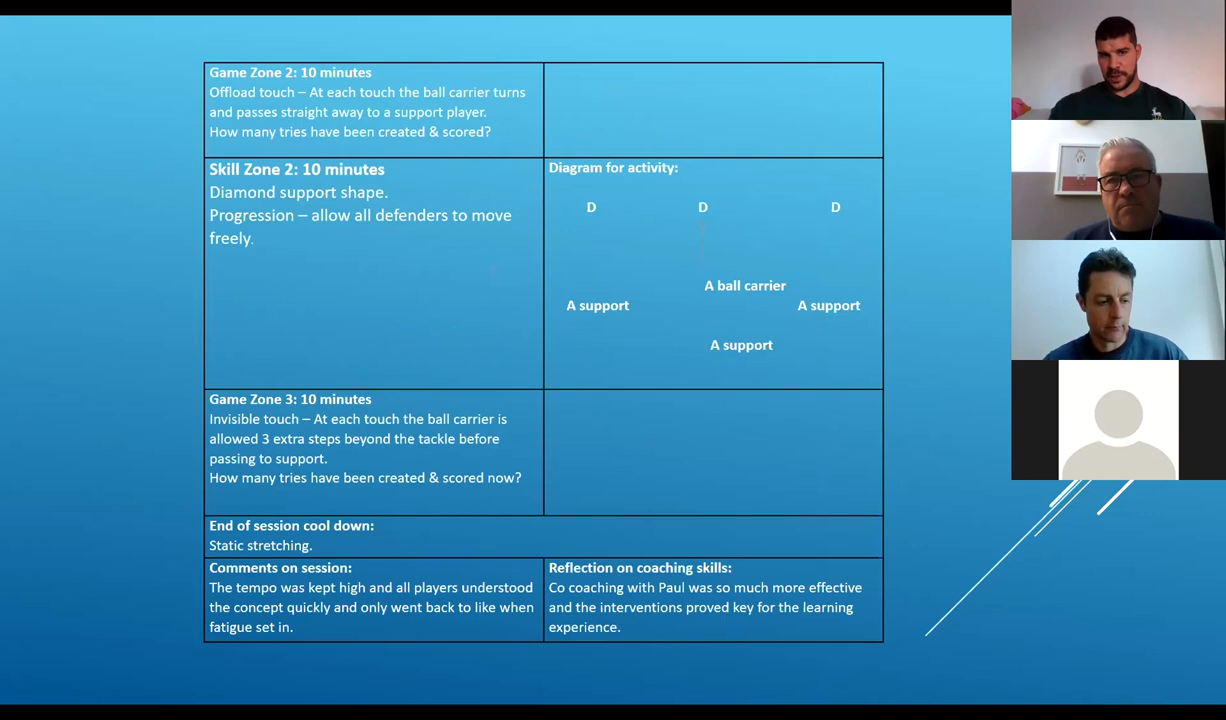 Game Zone 2: 10 minutes
Offload touch – At each touch the ball carrier turns
and passes straight away to a support player.
How many tries have been created & scored?
Skill Zone 2: 10 minutes
Diamond support shape.
Progression – allow all defenders to move
freely.
Diagram for activity:
D D D
A ball carrier
A support A support
A support
Game Zone 3: 10 minutes
Invisible touch – At each touch the ball carrier is
allowed 3 extra steps beyond the tackle before
passing to support.
How many tries have been created & scored now?
End of session cool down:
Static stretching.
Comments on session:
The tempo was kept high and all players understood
the concept quickly and only went back to like when
fatigue set in.
Reflection on coaching skills:
Co coaching with Paul was so much more effective
and the interventions proved key for the learning
experience.